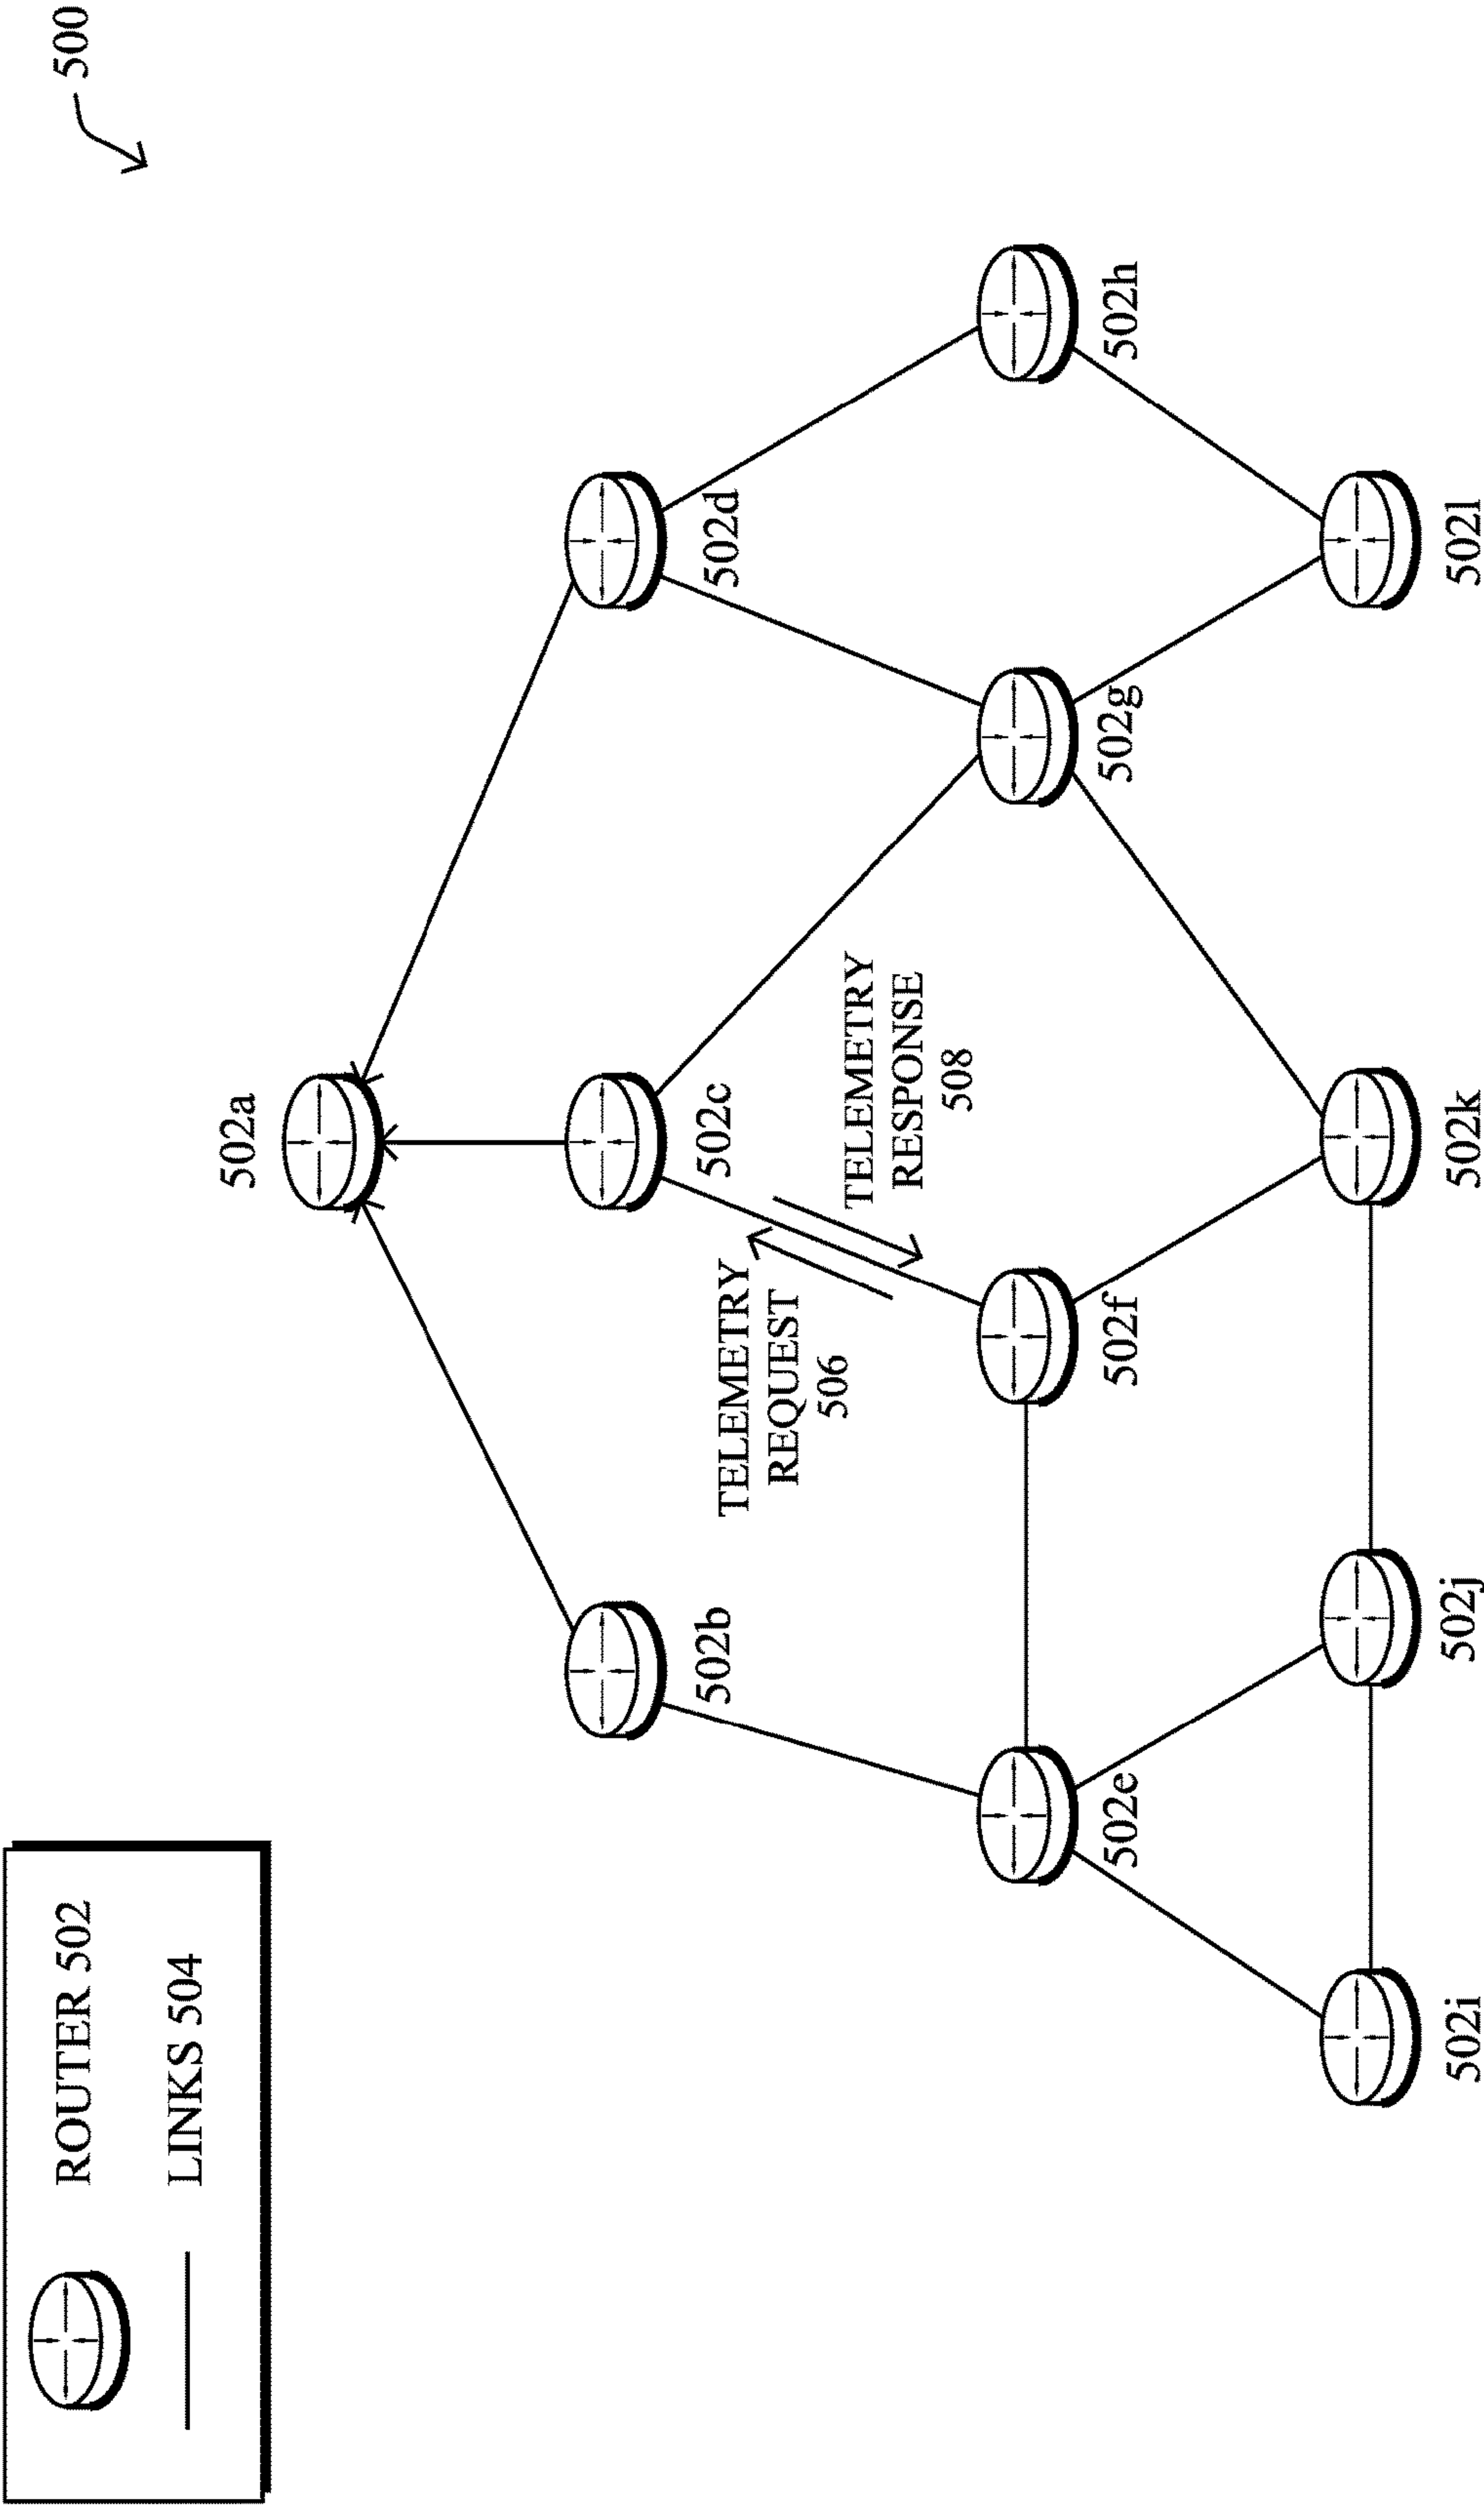 500
ROUTER 502
LINKS 504
502a
502b
502c
502d
TELEMETRY
REQUEST
506
TELEMETRY
RESPONSE
508
502e
502f
502g
502h
502i
502j
502k
502l